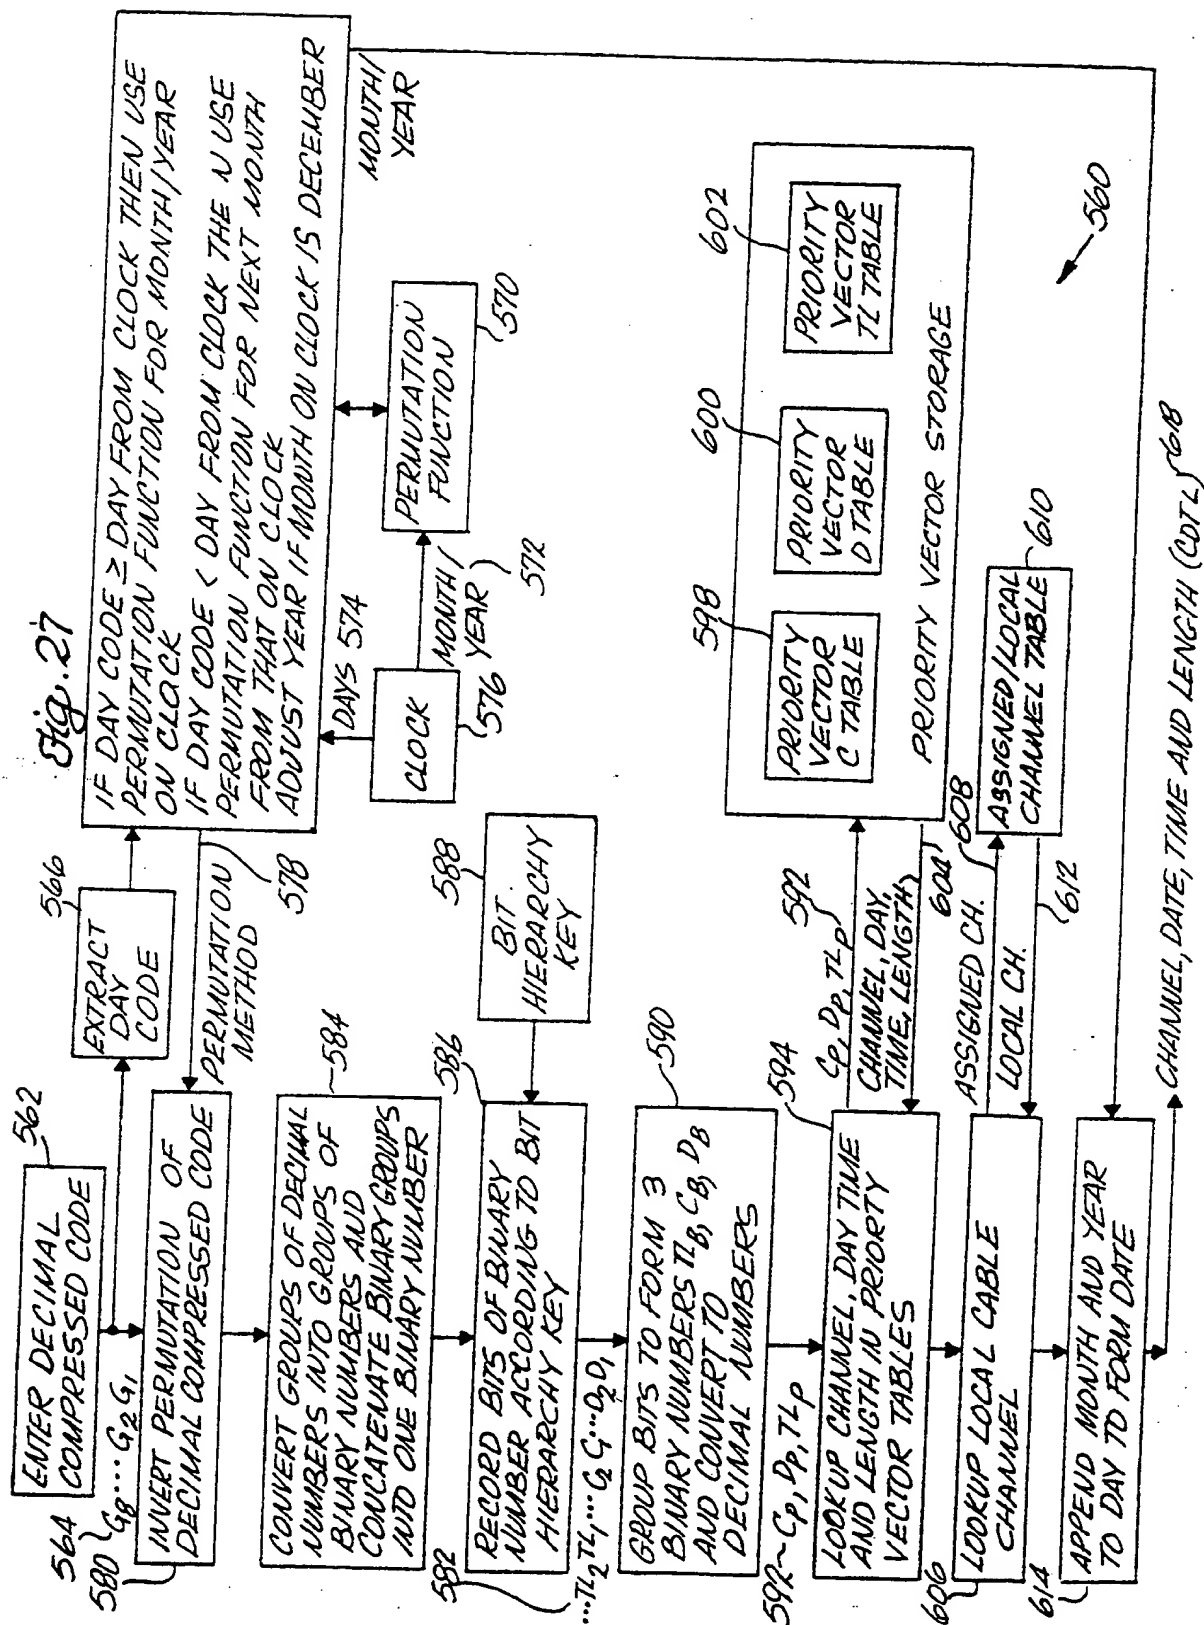 Fig. 27
562
ENTER DECIMAL
COMPRESSED CODE
564
G8 ... G2 G1
566
EXTRACT
DAY
CODE
IF DAY CODE ≥ DAY FROM CLOCK THEN USE
PERMUTATION FUNCTION FOR MONTH/YEAR
ON CLOCK
IF DAY CODE < DAY FROM CLOCK THE N USE
PERMUTATION FUNCTION FOR NEXT MONTH
FROM THAT ON CLOCK
ADJUST YEAR IF MONTH ON CLOCK IS DECEMBER
MONTH/
YEAR
DAYS 574
CLOCK
576
MONTH/
YEAR
572
PERMUTATION
FUNCTION
570
578
PERMUTATION
METHOD
580
INVERT PERMUTATION OF
DECIMAL COMPRESSED CODE
584
CONVERT GROUPS OF DECIMAL
NUMBERS INTO GROUPS OF
BINARY NUMBERS AND
CONCATENATE BINARY GROUPS
INTO ONE BINARY NUMBER
586
588
BIT
HIERARCHY
KEY
RECORD BITS OF BINARY
NUMBER ACCORDING TO BIT
HIERARCHY KEY
582
...TL2 TL1 ... C2 C1 ... D2 D1
590
GROUP BITS TO FORM 3
BINARY NUMBERS TLB, CB, DB
AND CONVERT TO
DECIMAL NUMBERS
592 ~ CP, DP, TLP
594
LOOKUP CHANNEL, DAY TIME
AND LENGTH IN PRIORTY
VECTOR TABLES
592
CP, DP, TLP
CHANNEL, DAY,
TIME, LENGTH
604
598
PRIORITY
VECTOR
C TABLE
600
PRIORITY
VECTOR
D TABLE
602
PRIORITY
VECTOR
TL TABLE
PRIORITY VECTOR STORAGE
560
606
LOOKUP LOCAL CABLE
CHANNEL
608
ASSIGNED CH.
LOCAL CH.
612
610
ASSIGNED/LOCAL
CHANNEL TABLE
614
APPEND MONTH AND YEAR
TO DAY TO FORM DATE
CHANNEL, DATE, TIME AND LENGTH (CDTL) 618